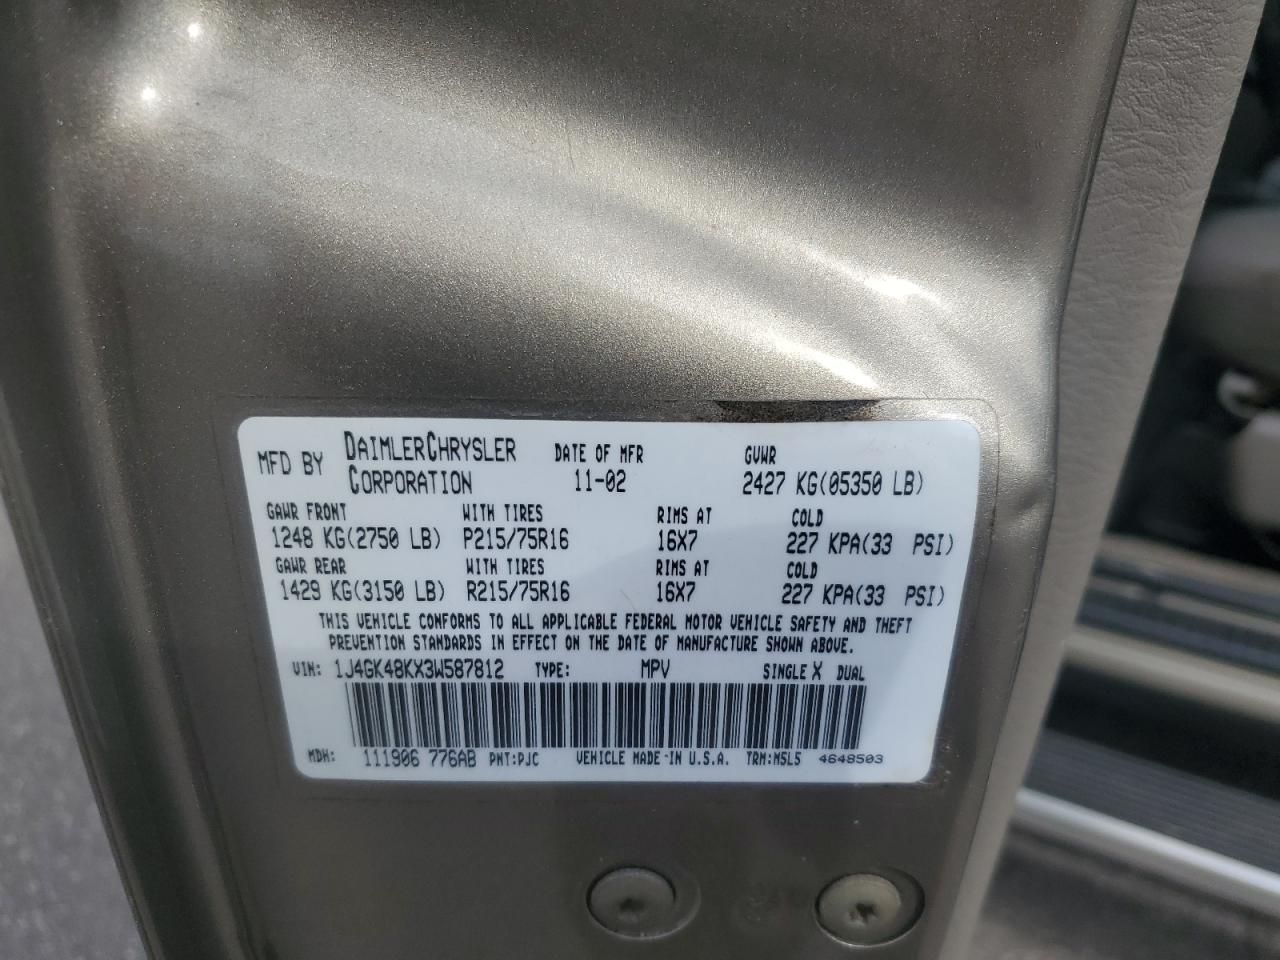 MFD BY DAIMLERCHRYSLER CORPORATION DATE OF MFR 11-02 GVWR 2427 KG(05350 LB)
GAWR FRONT WITH TIRES RIMS AT COLD
1248 KG(2750 LB) P215/75R16 16X7 227 KPA(33 PSI)
GAWR REAR WITH TIRES RIMS AT COLD
1429 KG(3150 LB) R215/75R16 16X7 227 KPA(33 PSI)
THIS VEHICLE CONFORMS TO ALL APPLICABLE FEDERAL MOTOR VEHICLE SAFETY AND THEFT
PREVENTION STANDARDS IN EFFECT ON THE DATE OF MANUFACTURE SHOWN ABOVE.
VIN: 1J4GK48KX3W587812 TYPE: MPV SINGLE X DUAL
MDH: 111906 776AB PNT:PJC VEHICLE MADE-IN U.S.A. TRM:MSL5 4648503